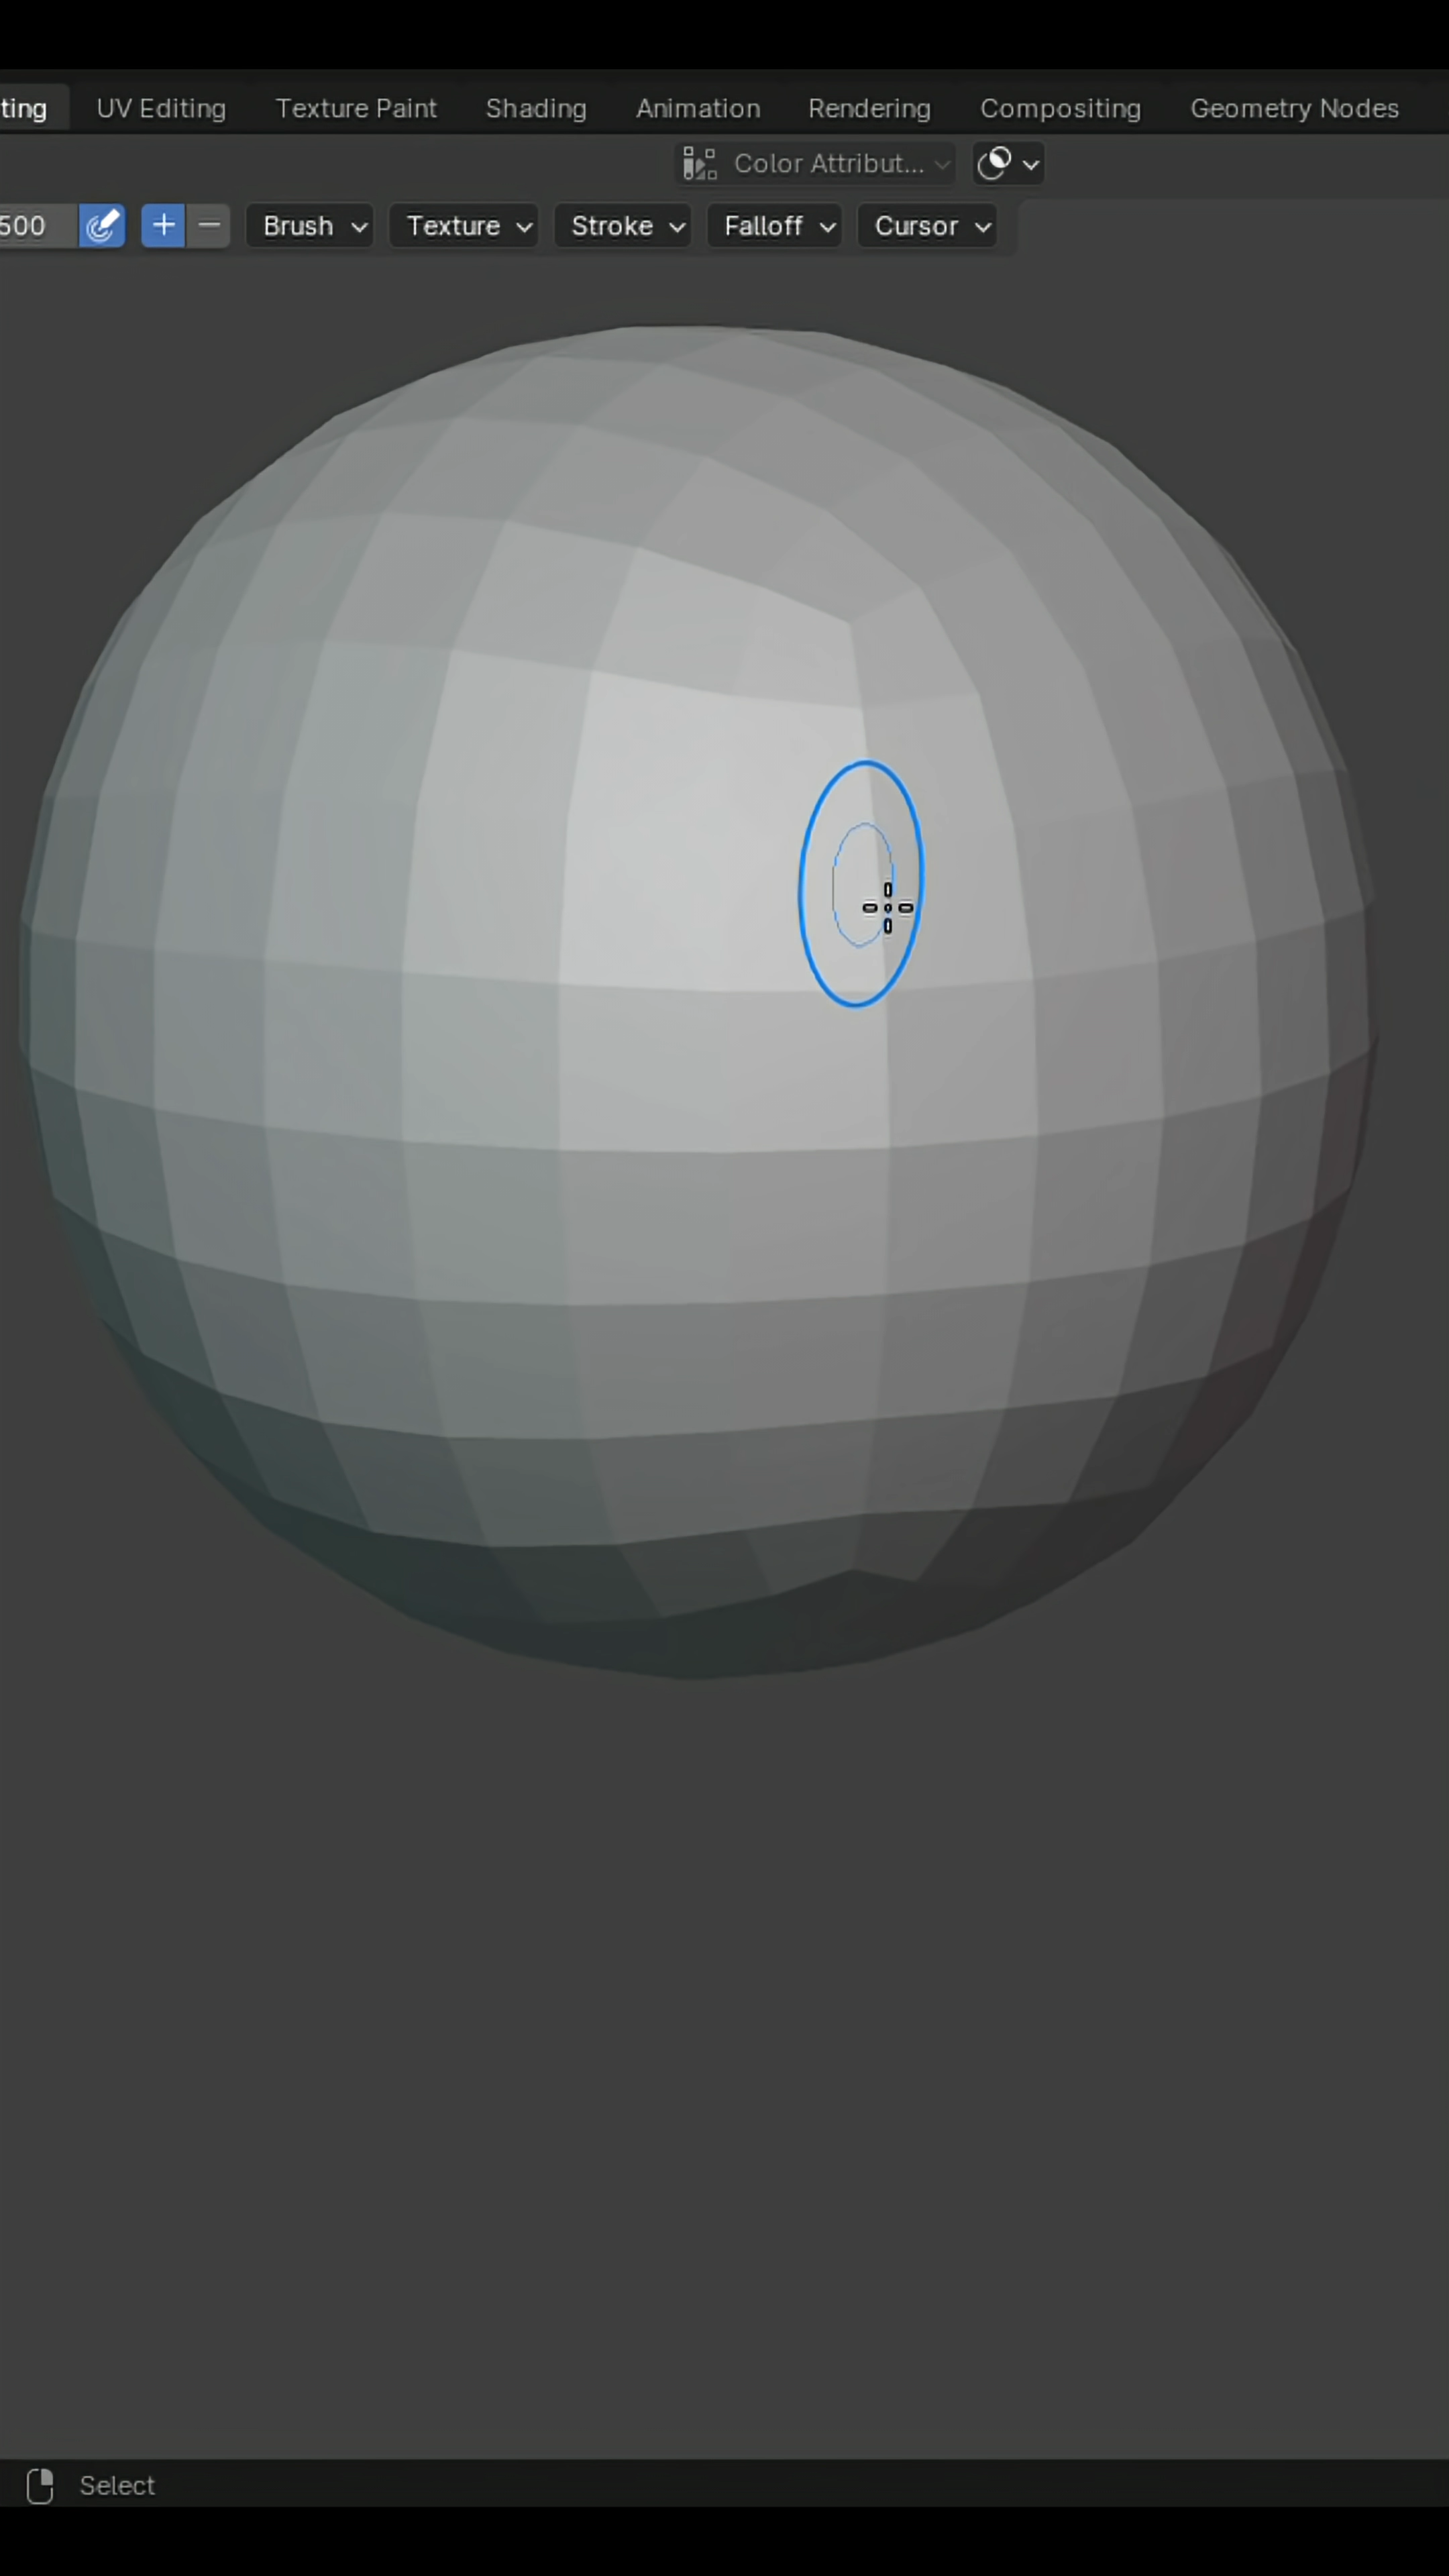 ting UV Editing Texture Paint Shading Animation Rendering Compositing Geometry Nodes
Color Attribut...
500 Brush Texture Stroke Falloff Cursor
Select